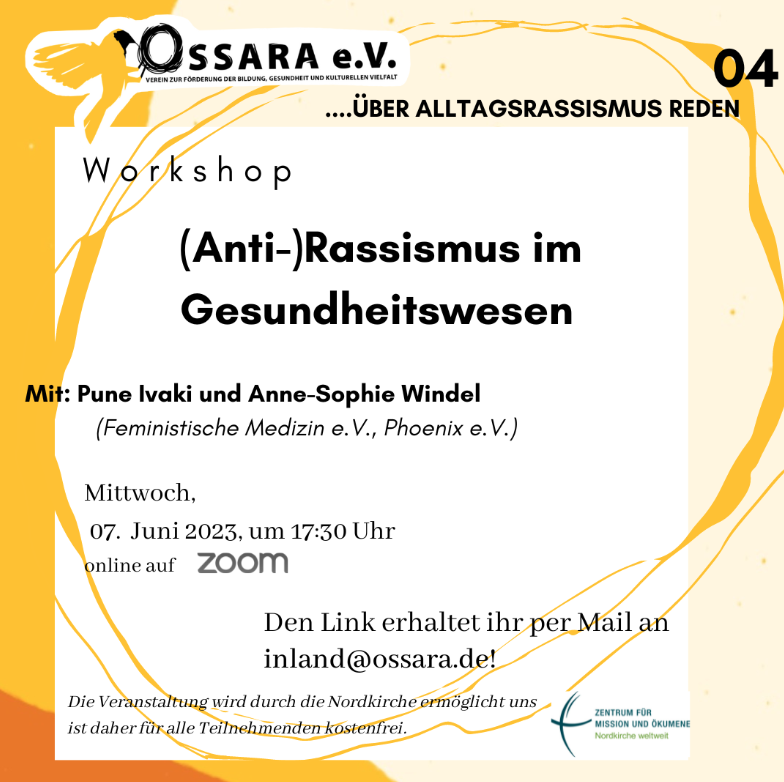 OSSARA e.V.
VEREIN ZUR FÖRDERUNG DER BILDUNG, GESUNDHEIT UND KULTURELLEN VIELFALT
04
....ÜBER ALLTAGSRASSISMUS REDEN
Workshop
(Anti-)Rassismus im
Gesundheitswesen
Mit: Pune Ivaki und Anne-Sophie Windel
(Feministische Medizin e.V., Phoenix e.V.)
Mittwoch,
07. Juni 2023, um 17:30 Uhr
online auf zoom
Den Link erhaltet ihr per Mail an
inland@ossara.de!
Die Veranstaltung wird durch die Nordkirche ermöglicht uns
ist daher für alle Teilnehmenden kostenfrei.
ZENTRUM FÜR
MISSION UND ÖKUMENE
Nordkirche weltweit